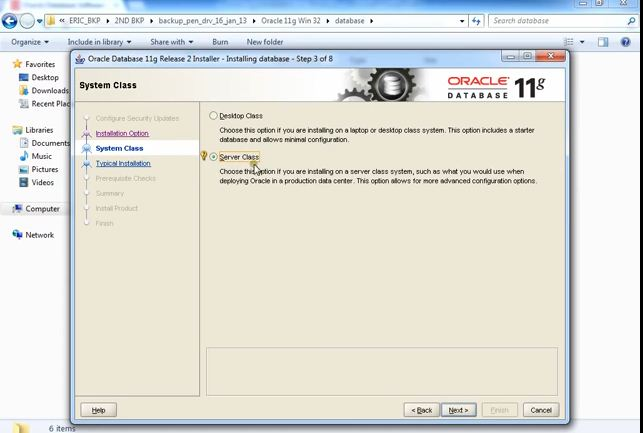 ERIC_BKP ▸ 2ND BKP ▸ backup_pen_drv_16_jan_13 ▸ Oracle11g Win 32 ▸ database
Search database
Organize Include in library Share with Burn New folder
Favorites
Desktop
Downloads
Recent Plac
Libraries
Documents
Music
Pictures
Videos
Computer
Network
6 items
Oracle Database 11g Release 2 Installer - Installing database - Step 3 of 8
System Class
ORACLE
DATABASE 11g
Configure Security Updates
Installation Option
System Class
Typical Installation
Prerequisite Checks
Summary
Install Product
Finish
Desktop Class
Choose this option if you are installing on a laptop or desktop class system. This option includes a starter
database and allows minimal configuration.
Server Class
Choose this option if you are installing on a server class system, such as what you would use when
deploying Oracle in a production data center. This option allows for more advanced configuration options.
Help
< Back
Next >
Finish
Cancel